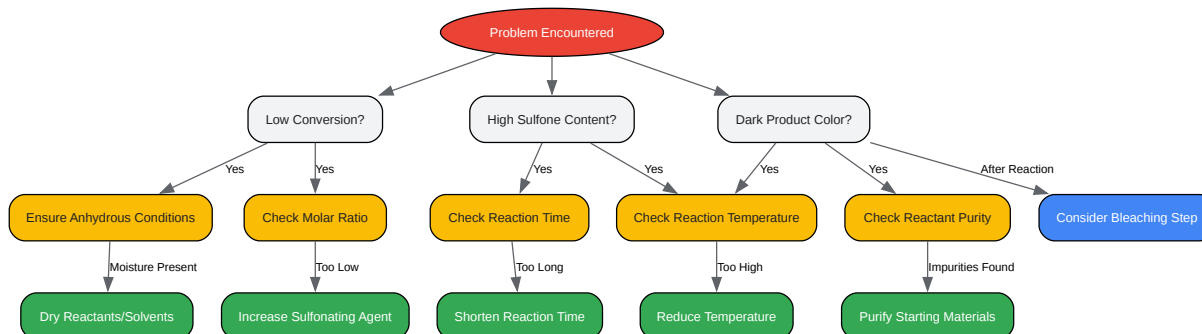 Problem Encountered
Low Conversion?
High Sulfone Content?
Dark Product Color?
Yes
Yes
Yes
Yes
Yes
Yes
After Reaction
Ensure Anhydrous Conditions
Check Molar Ratio
Check Reaction Time
Check Reaction Temperature
Check Reactant Purity
Consider Bleaching Step
Moisture Present
Too Low
Too Long
Too High
Impurities Found
Dry Reactants/Solvents
Increase Sulfonating Agent
Shorten Reaction Time
Reduce Temperature
Purify Starting Materials